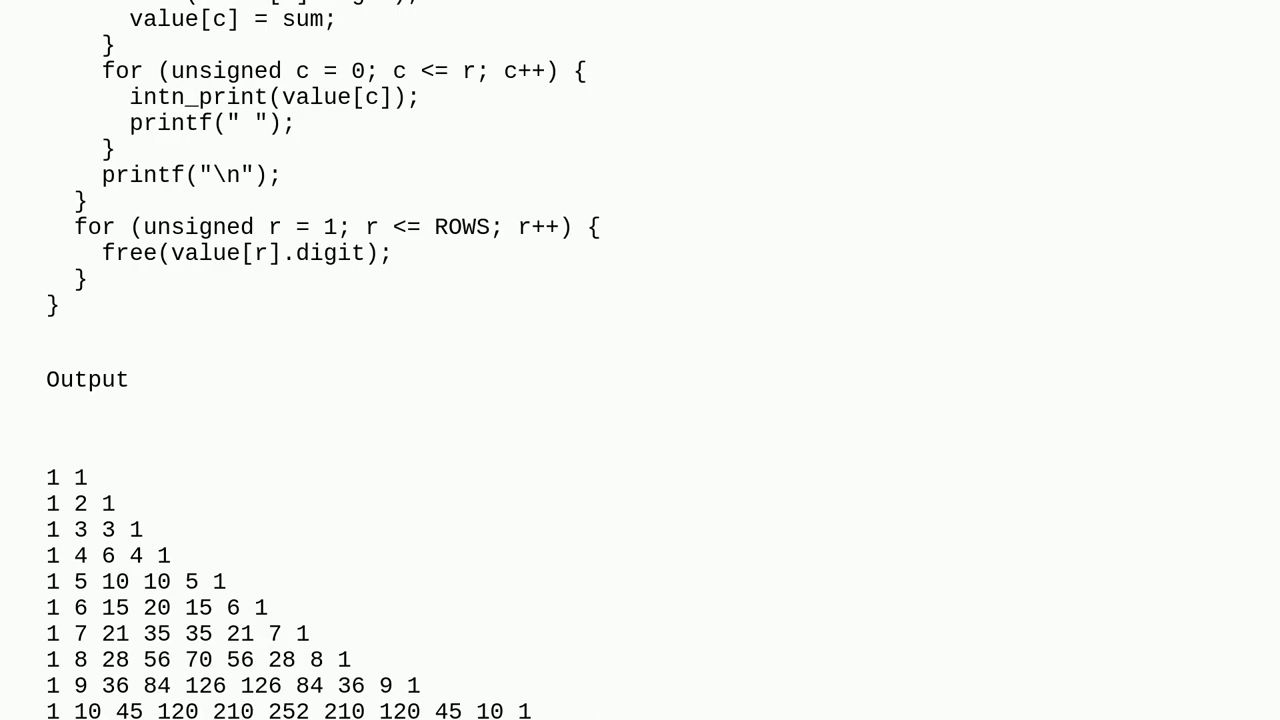 value[c] = sum;
}
for (unsigned c = 0; c <= r; c++) {
intn_print(value[c]);
printf(" ");
}
printf("\n");
}
for (unsigned r = 1; r <= ROWS; r++) {
free(value[r].digit);
}
}
Output
1 1
1 2 1
1 3 3 1
1 4 6 4 1
1 5 10 10 5 1
1 6 15 20 15 6 1
1 7 21 35 35 21 7 1
1 8 28 56 70 56 28 8 1
1 9 36 84 126 126 84 36 9 1
1 10 45 120 210 252 210 120 45 10 1